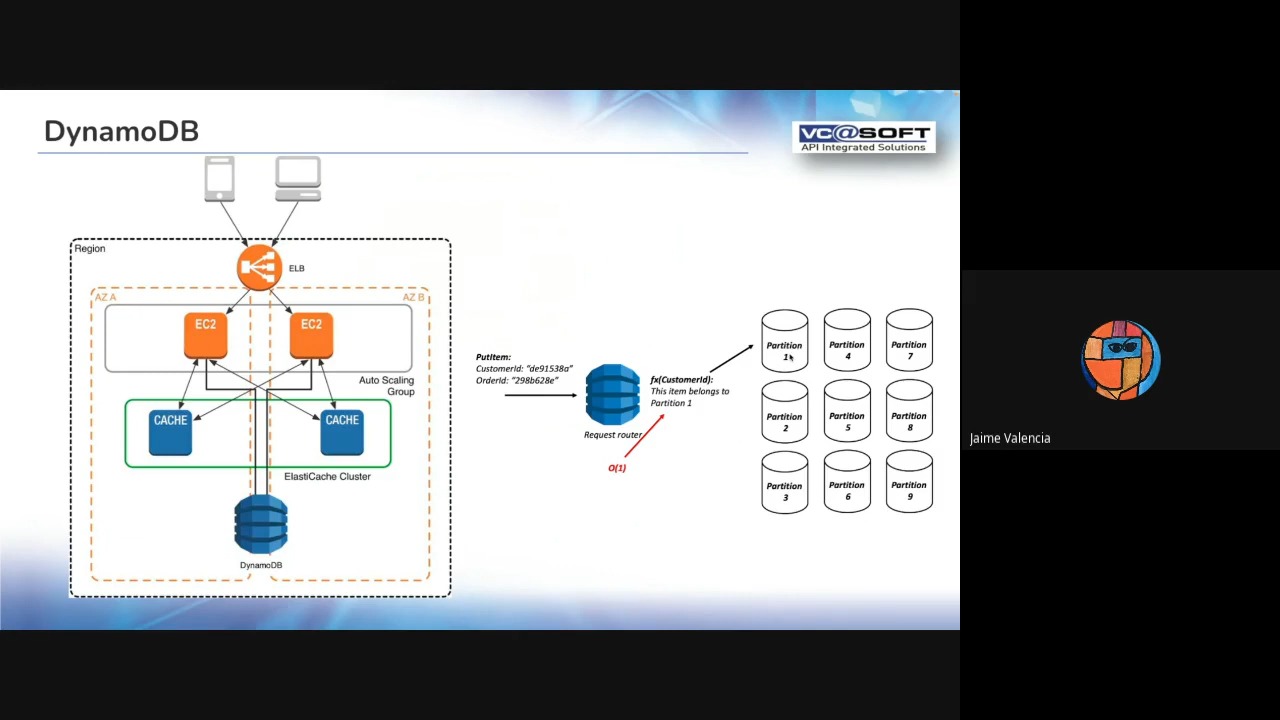 DynamoDB
VC@SOFT
API Integrated Solutions
Region
ELB
AZ A
AZ B
EC2
EC2
Auto Scaling
Group
CACHE
CACHE
ElastiCache Cluster
DynamoDB
PutItem:
CustomerId: "de91538a"
OrderId: "298b628e"
Request router
fx(CustomerId):
This item belongs to
Partition 1
O(1)
Partition
1
Partition
4
Partition
7
Partition
2
Partition
5
Partition
8
Partition
3
Partition
6
Partition
9
Jaime Valencia